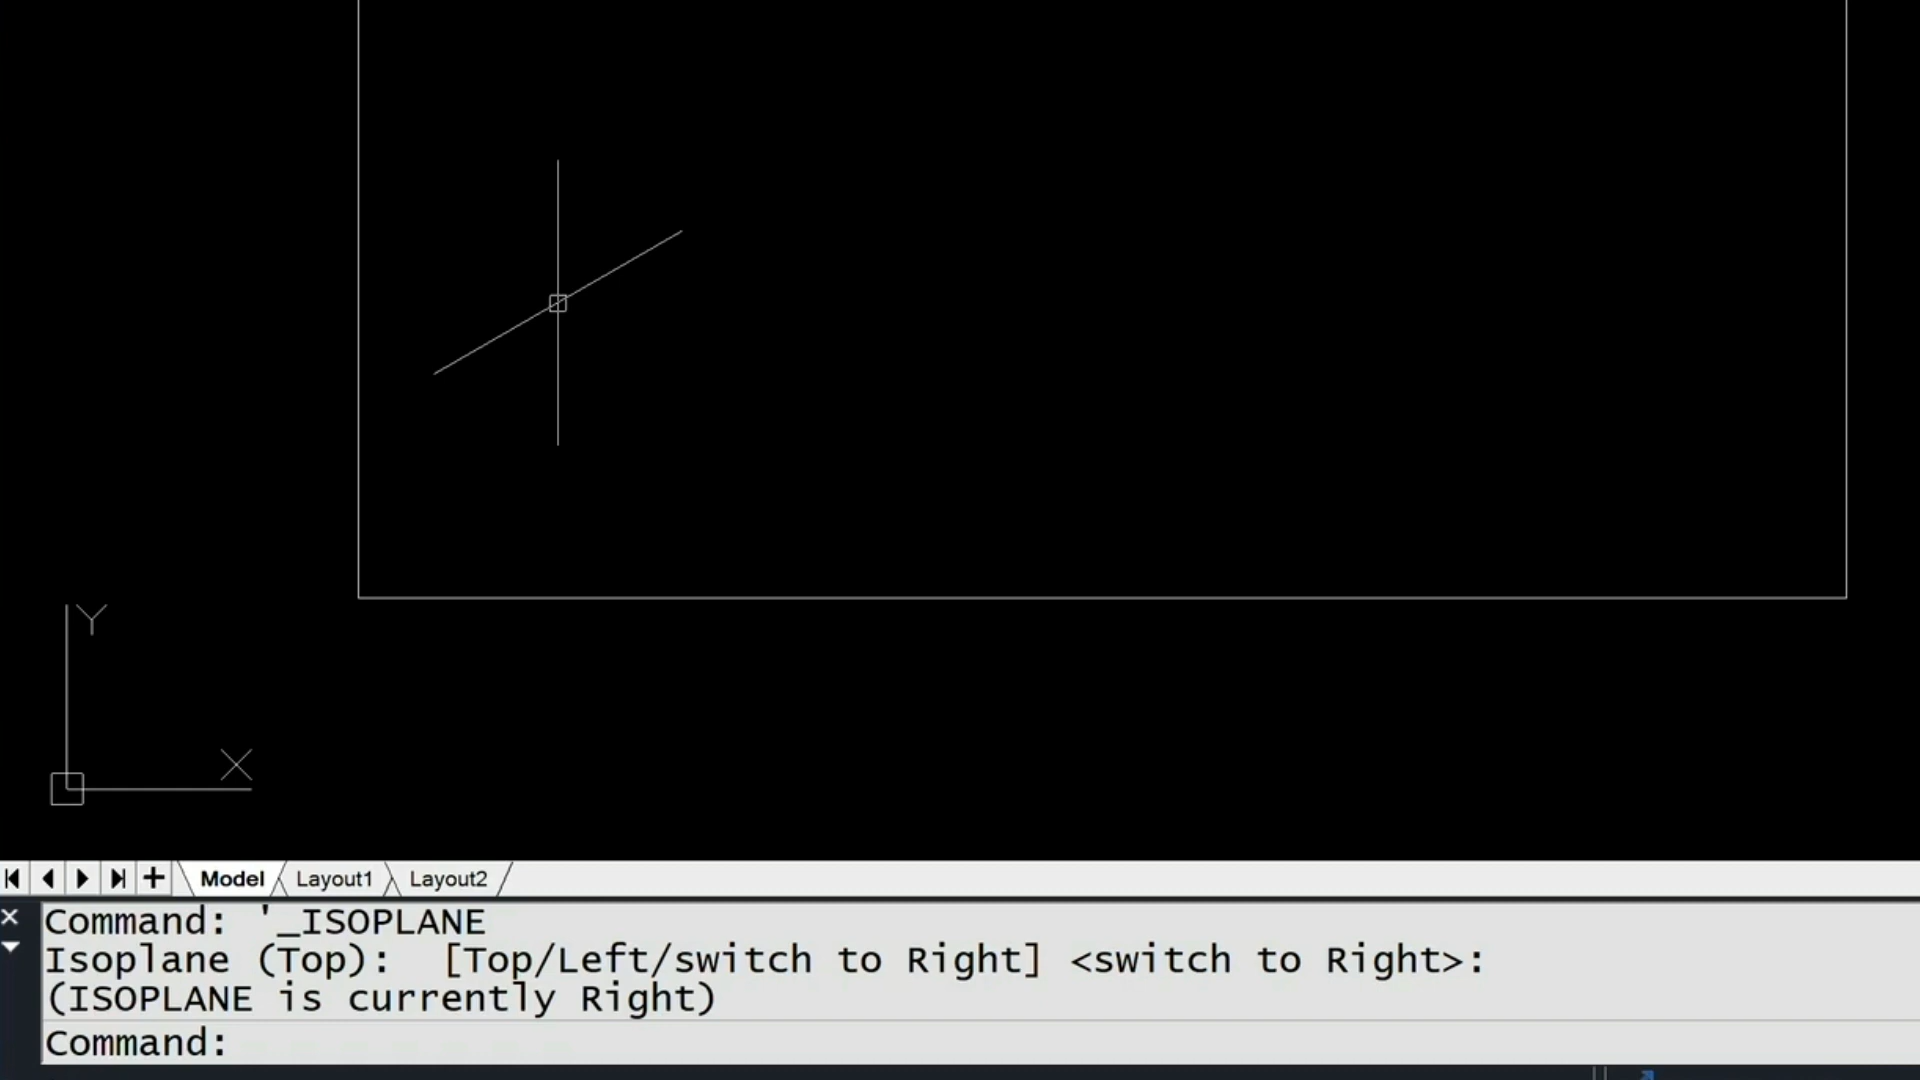 Y
X
Model Layout1 Layout2
Command: '_ISOPLANE
Isoplane (Top):  [Top/Left/switch to Right] <switch to Right>:
(ISOPLANE is currently Right)
Command: